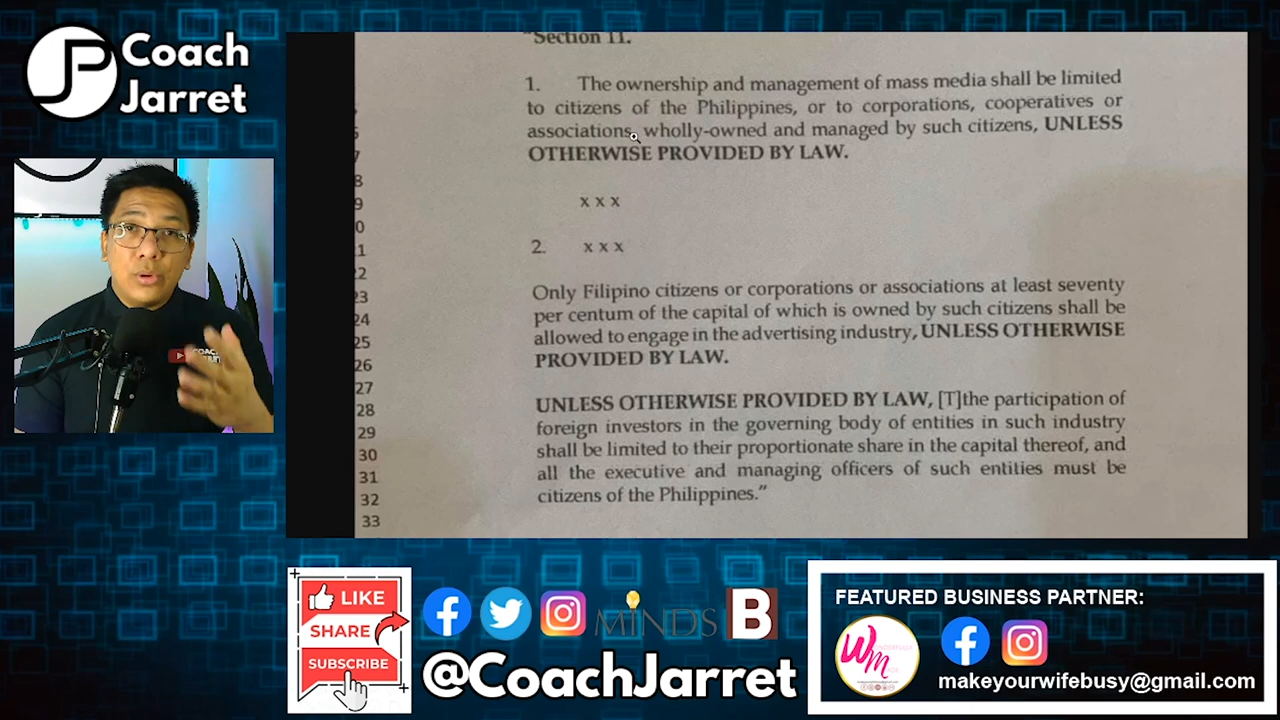 Coach
Jarret
"Section 11.
1. The ownership and management of mass media shall be limited
to citizens of the Philippines, or to corporations, cooperatives or
associations, wholly-owned and managed by such citizens, UNLESS
OTHERWISE PROVIDED BY LAW.
x x x
2. x x x
Only Filipino citizens or corporations or associations at least seventy
per centum of the capital of which is owned by such citizens shall be
allowed to engage in the advertising industry, UNLESS OTHERWISE
PROVIDED BY LAW.
UNLESS OTHERWISE PROVIDED BY LAW, [T]the participation of
foreign investors in the governing body of entities in such industry
shall be limited to their proportionate share in the capital thereof, and
all the executive and managing officers of such entities must be
citizens of the Philippines."
7
8
9
0
1
22
23
24
25
26
27
28
29
30
31
32
33
LIKE
SHARE
SUBSCRIBE
MINDS
B
@CoachJarret
FEATURED BUSINESS PARTNER:
WM
makeyourwifebusy@gmail.com